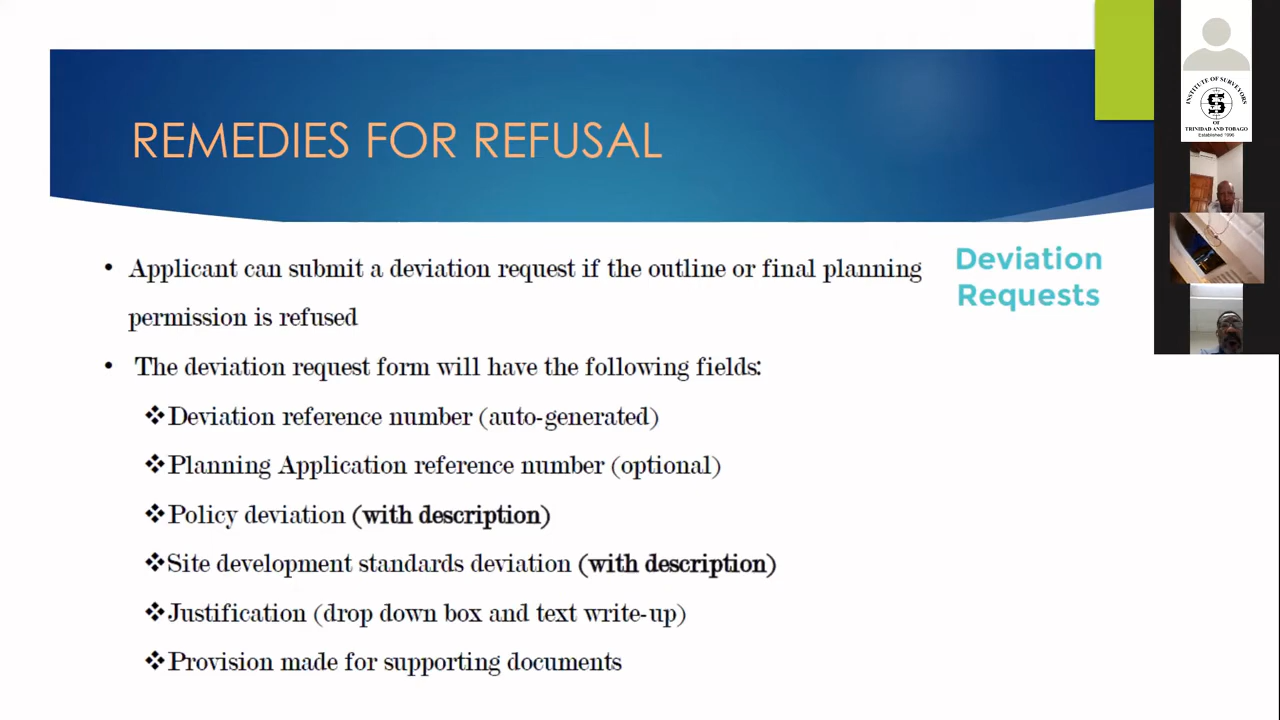 REMEDIES FOR REFUSAL
• Applicant can submit a deviation request if the outline or final planning
permission is refused
Deviation
Requests
• The deviation request form will have the following fields:
❖Deviation reference number (auto-generated)
❖Planning Application reference number (optional)
❖Policy deviation (with description)
❖Site development standards deviation (with description)
❖Justification (drop down box and text write-up)
❖Provision made for supporting documents
INSTITUTE OF SURVEYORS
OF
TRINIDAD AND TOBAGO
Established 1996